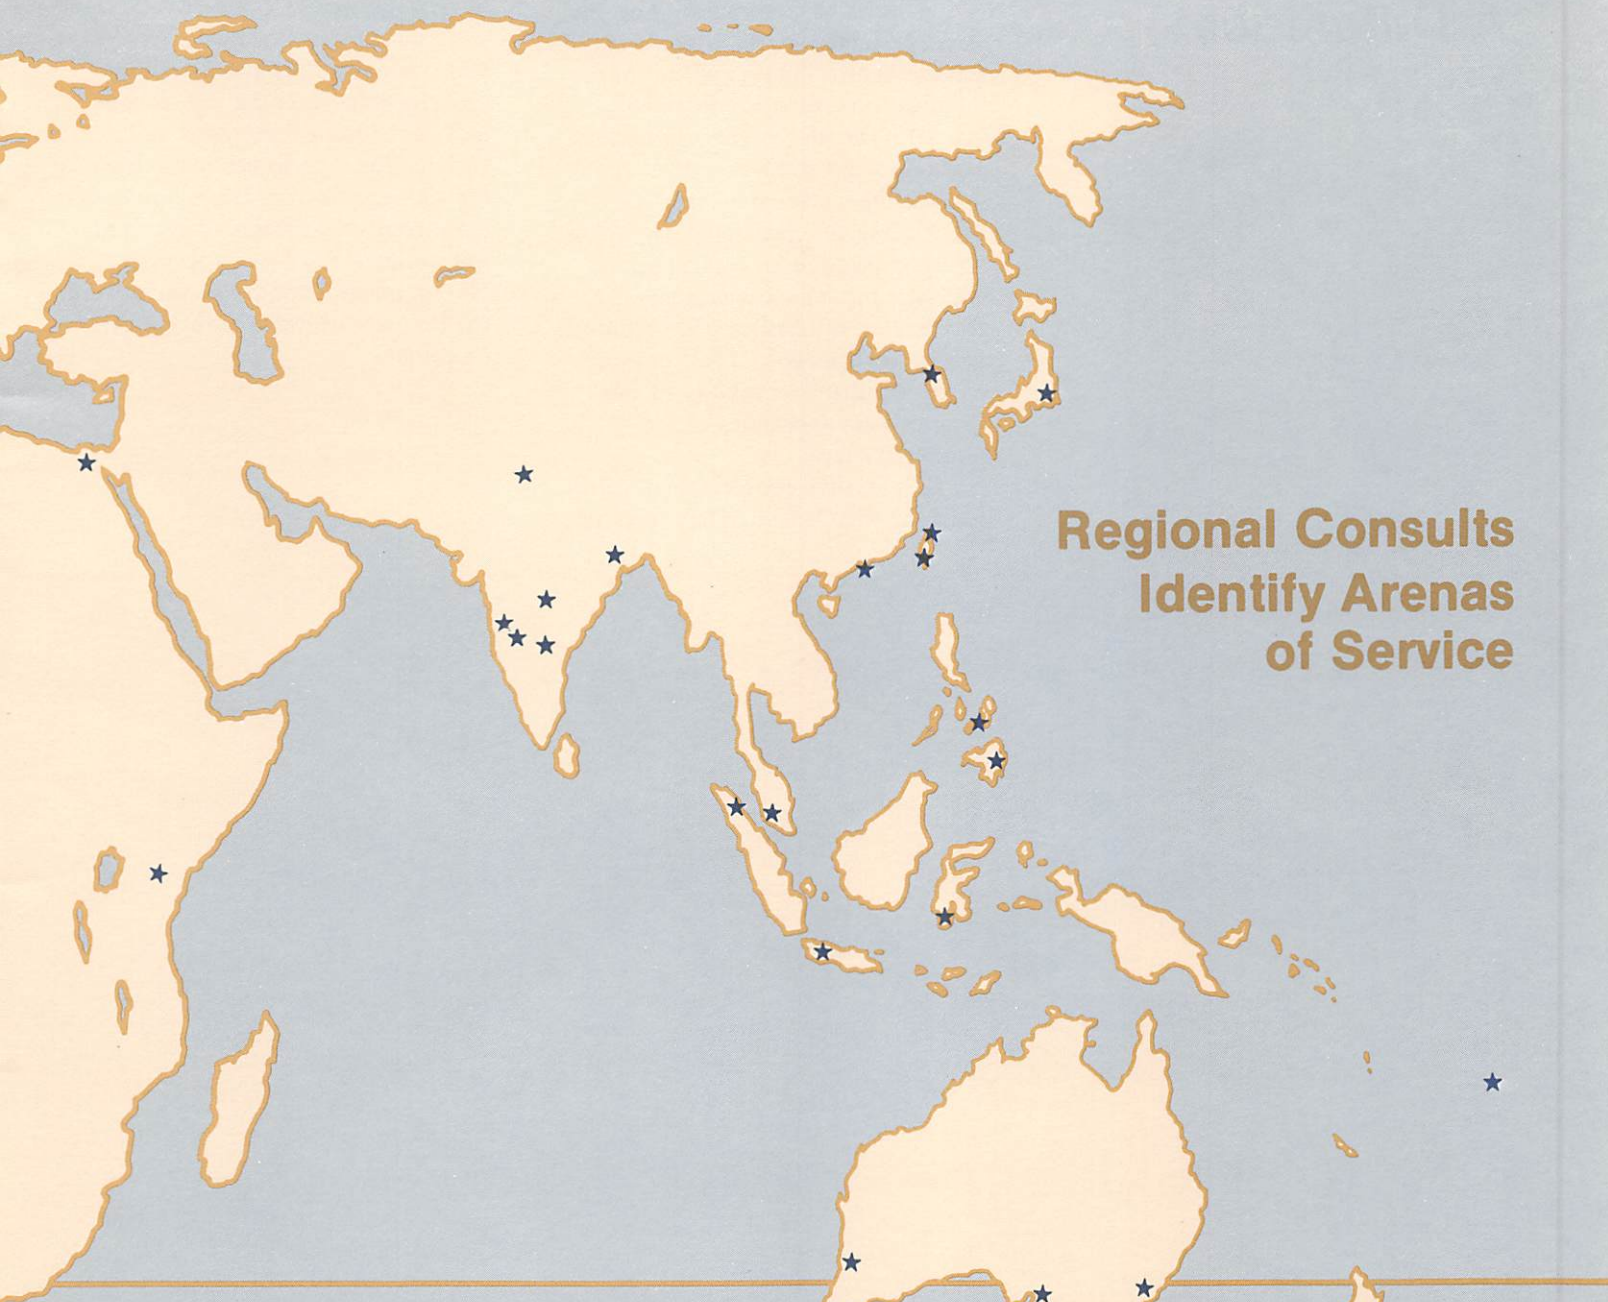 Regional Consults
Identify Arenas
of Service